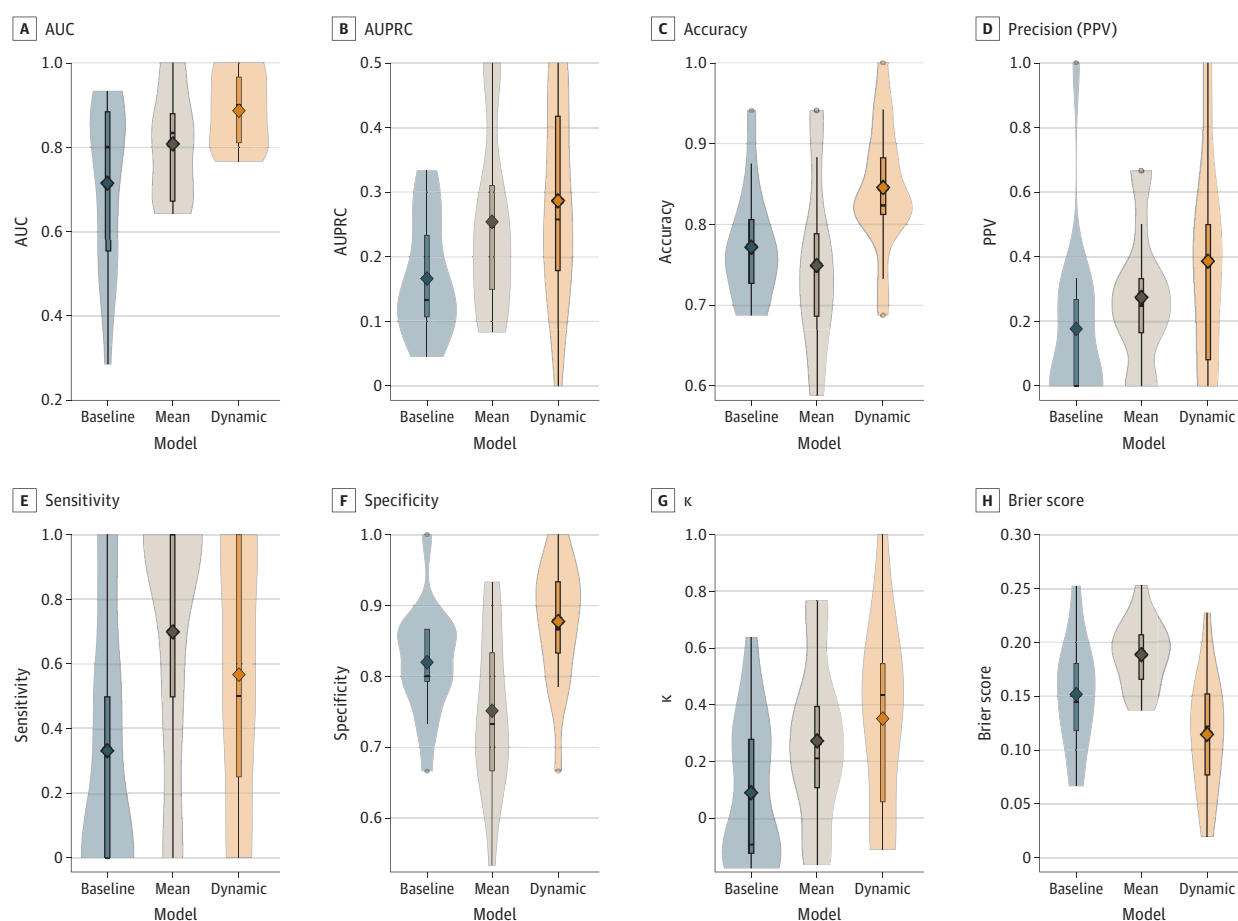 A AUC
B AUPRC
C Accuracy
D Precision (PPV)
1.0
0.8
0.6
0.4
0.2
AUC
Baseline Mean Dynamic
Model
0.5
0.4
0.3
0.2
0.1
0
AUPRC
Baseline Mean Dynamic
Model
1.0
0.9
0.8
0.7
0.6
Accuracy
Baseline Mean Dynamic
Model
1.0
0.8
0.6
0.4
0.2
0
PPV
Baseline Mean Dynamic
Model
E Sensitivity
F Specificity
G κ
H Brier score
1.0
0.8
0.6
0.4
0.2
0
Sensitivity
Baseline Mean Dynamic
Model
1.0
0.9
0.8
0.7
0.6
Specificity
Baseline Mean Dynamic
Model
1.0
0.8
0.6
0.4
0.2
0
κ
Baseline Mean Dynamic
Model
0.30
0.25
0.20
0.15
0.10
0.05
0
Brier score
Baseline Mean Dynamic
Model